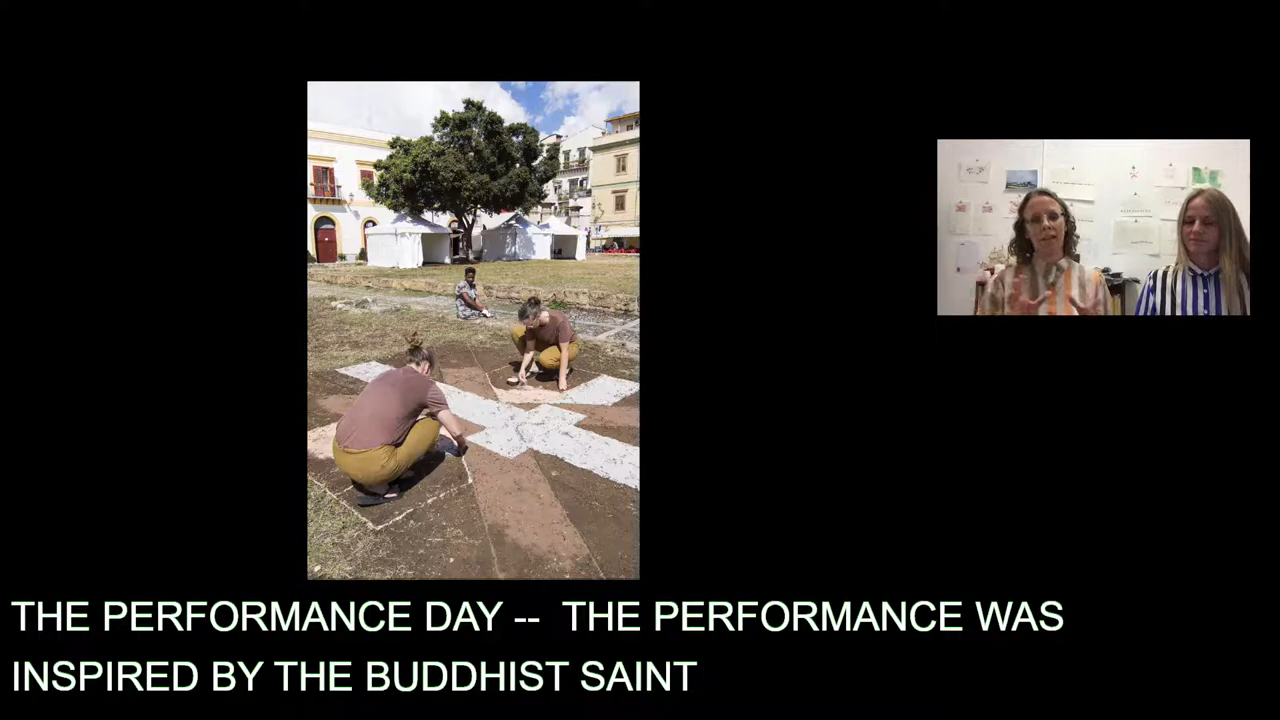 THE PERFORMANCE DAY -- THE PERFORMANCE WAS
INSPIRED BY THE BUDDHIST SAINT